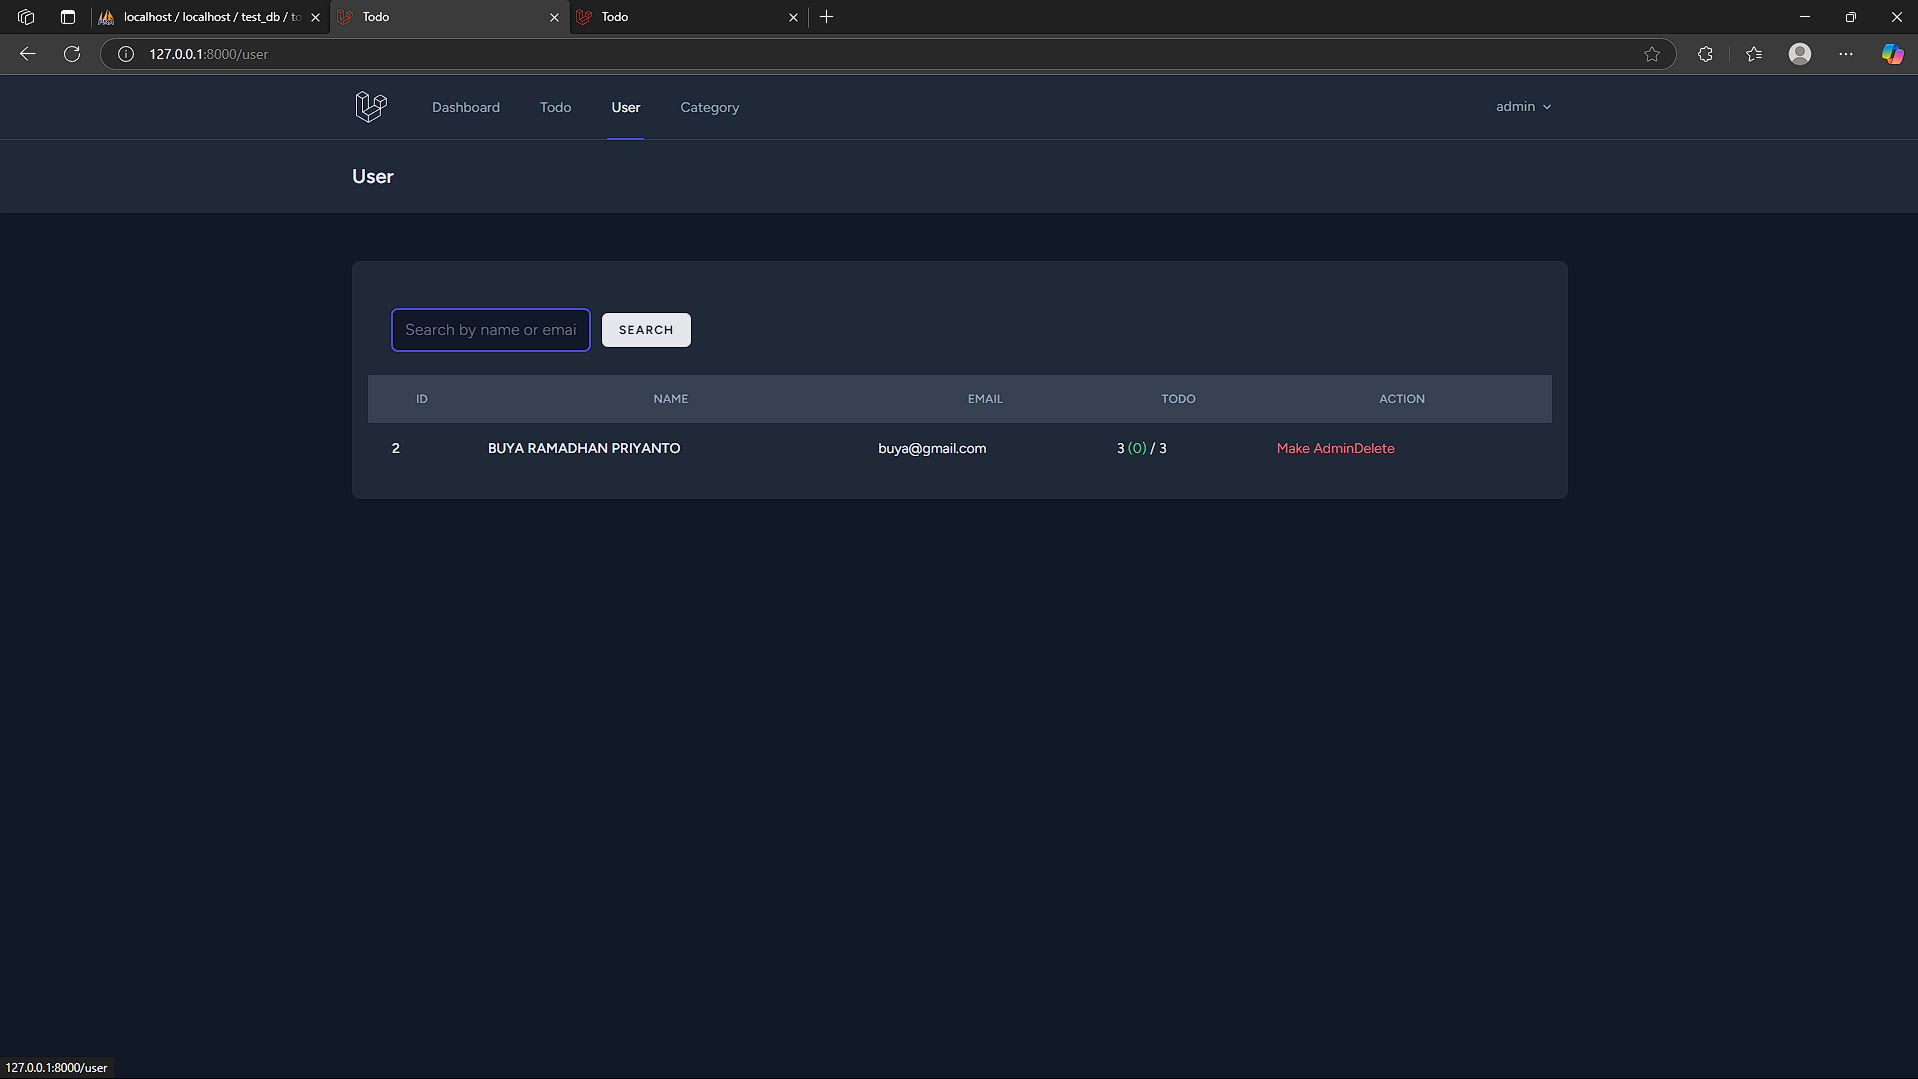 localhost / localhost / test_db / to
Todo
Todo
127.0.0.1:8000/user
Dashboard Todo User Category admin
User
Search by name or emai SEARCH
ID NAME EMAIL TODO ACTION
2 BUYA RAMADHAN PRIYANTO buya@gmail.com 3 (0) / 3 Make AdminDelete
127.0.0.1:8000/user